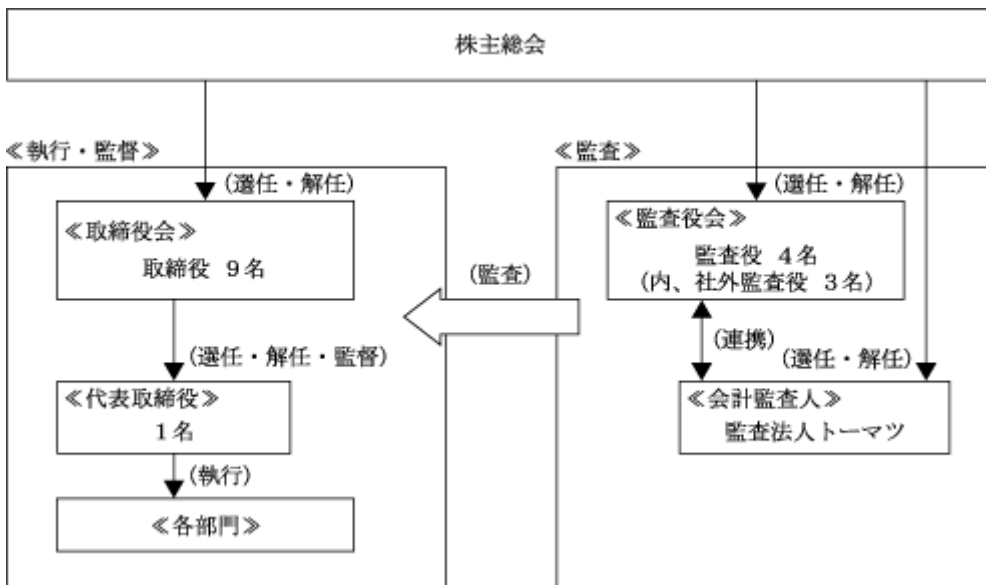 株主総会
≪執行・監督≫
(選任・解任)
≪取締役会≫
取締役 9名
(選任・解任・監督)
≪代表取締役≫
1名
(執行)
≪各部門≫
(監査)
≪監査≫
(選任・解任)
≪監査役会≫
監査役 4名
(内、社外監査役 3名)
(連携)
(選任・解任)
≪会計監査人≫
監査法人トーマツ